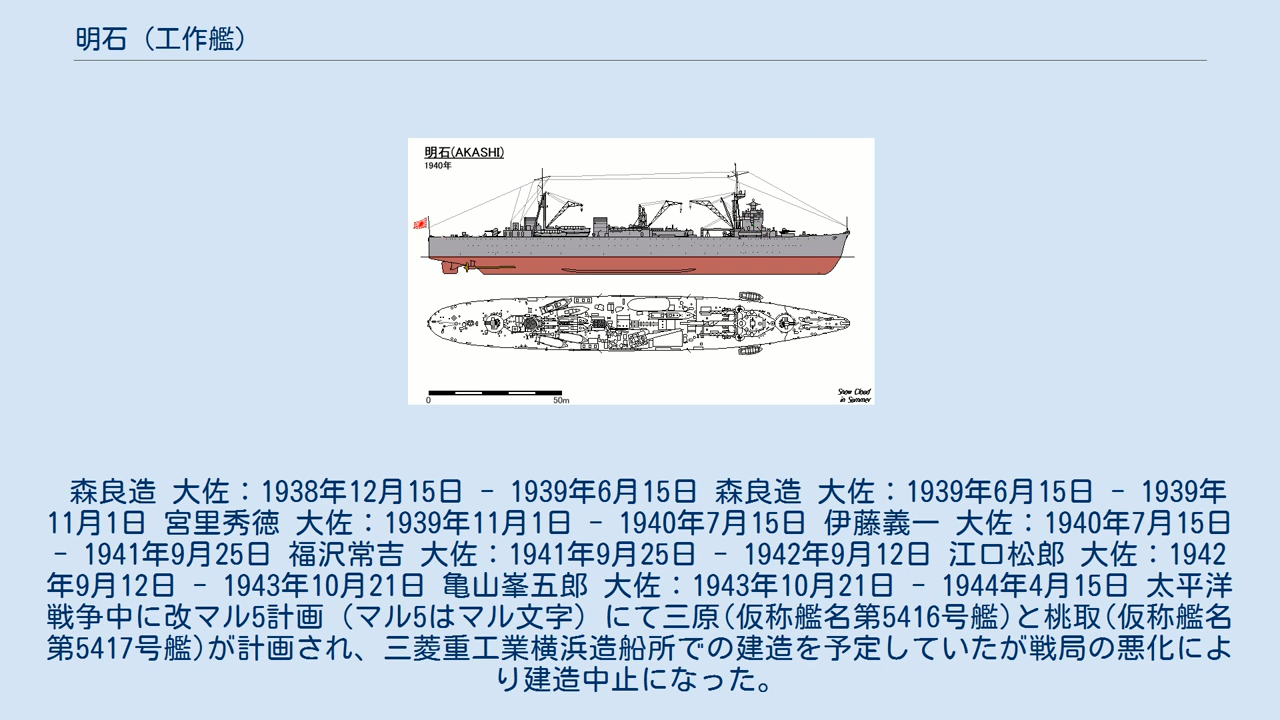 明石（工作艦）
明石(AKASHI)
1940年
0 50m
Snow Cloud
in Summer
森良造 大佐：1938年12月15日 - 1939年6月15日 森良造 大佐：1939年6月15日 - 1939年
11月1日 宮里秀徳 大佐：1939年11月1日 - 1940年7月15日 伊藤義一 大佐：1940年7月15日
- 1941年9月25日 福沢常吉 大佐：1941年9月25日 - 1942年9月12日 江口松郎 大佐：1942
年9月12日 - 1943年10月21日 亀山峯五郎 大佐：1943年10月21日 - 1944年4月15日 太平洋
戦争中に改マル5計画（マル5はマル文字）にて三原(仮称艦名第5416号艦)と桃取(仮称艦名
第5417号艦)が計画され、三菱重工業横浜造船所での建造を予定していたが戦局の悪化によ
り建造中止になった。